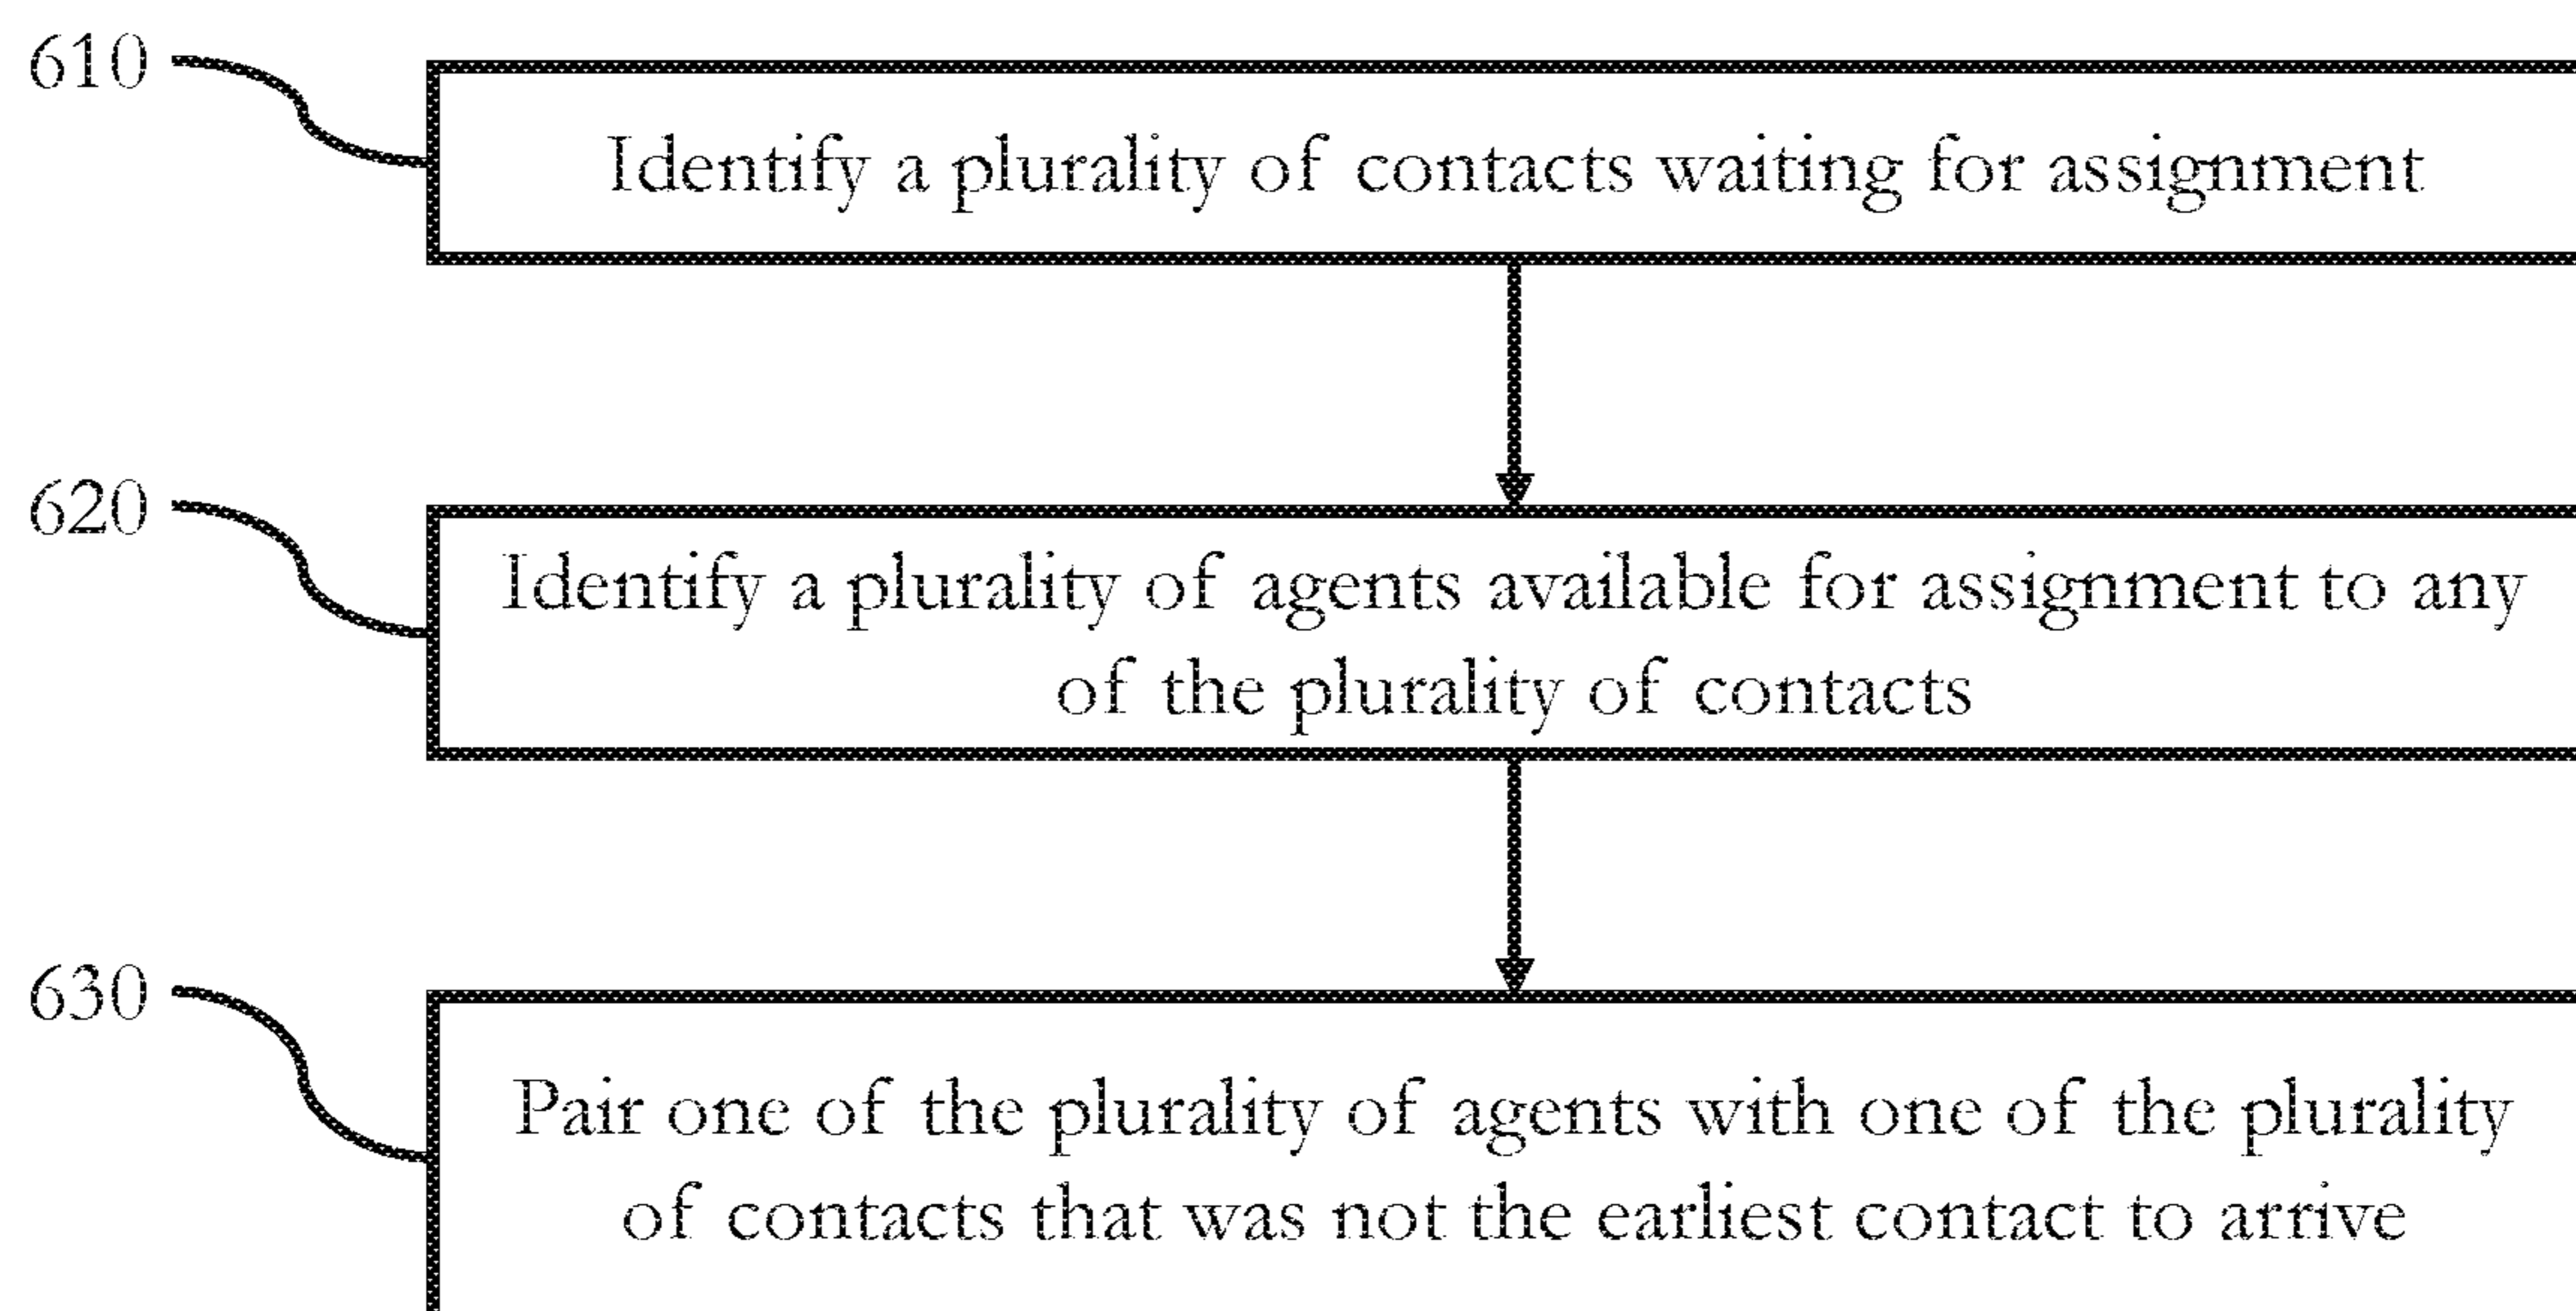 610
Identify a plurality of contacts waiting for assignment
620
Identify a plurality of agents available for assignment to any
of the plurality of contacts
630
Pair one of the plurality of agents with one of the plurality
of contacts that was not the earliest contact to arrive